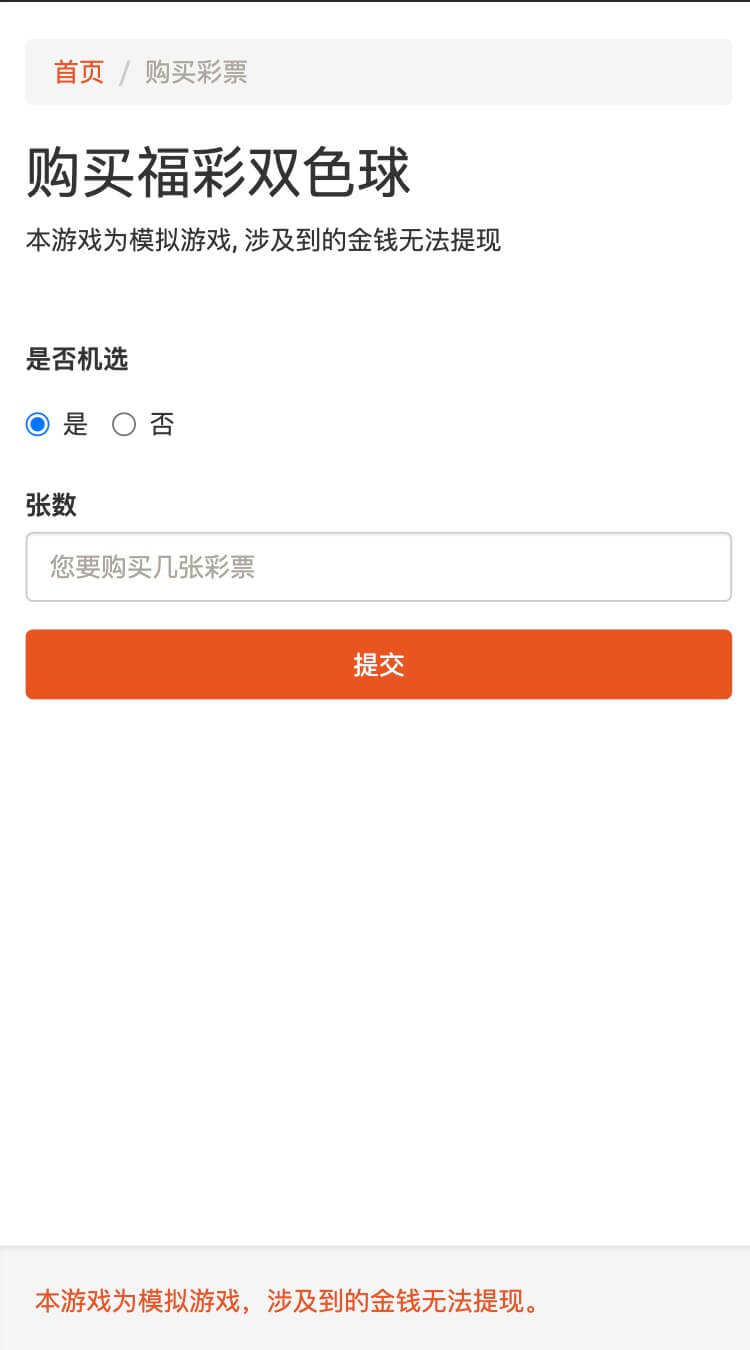 首页 / 购买彩票
购买福彩双色球
本游戏为模拟游戏, 涉及到的金钱无法提现
是否机选
是 否
张数
您要购买几张彩票
提交
本游戏为模拟游戏，涉及到的金钱无法提现。